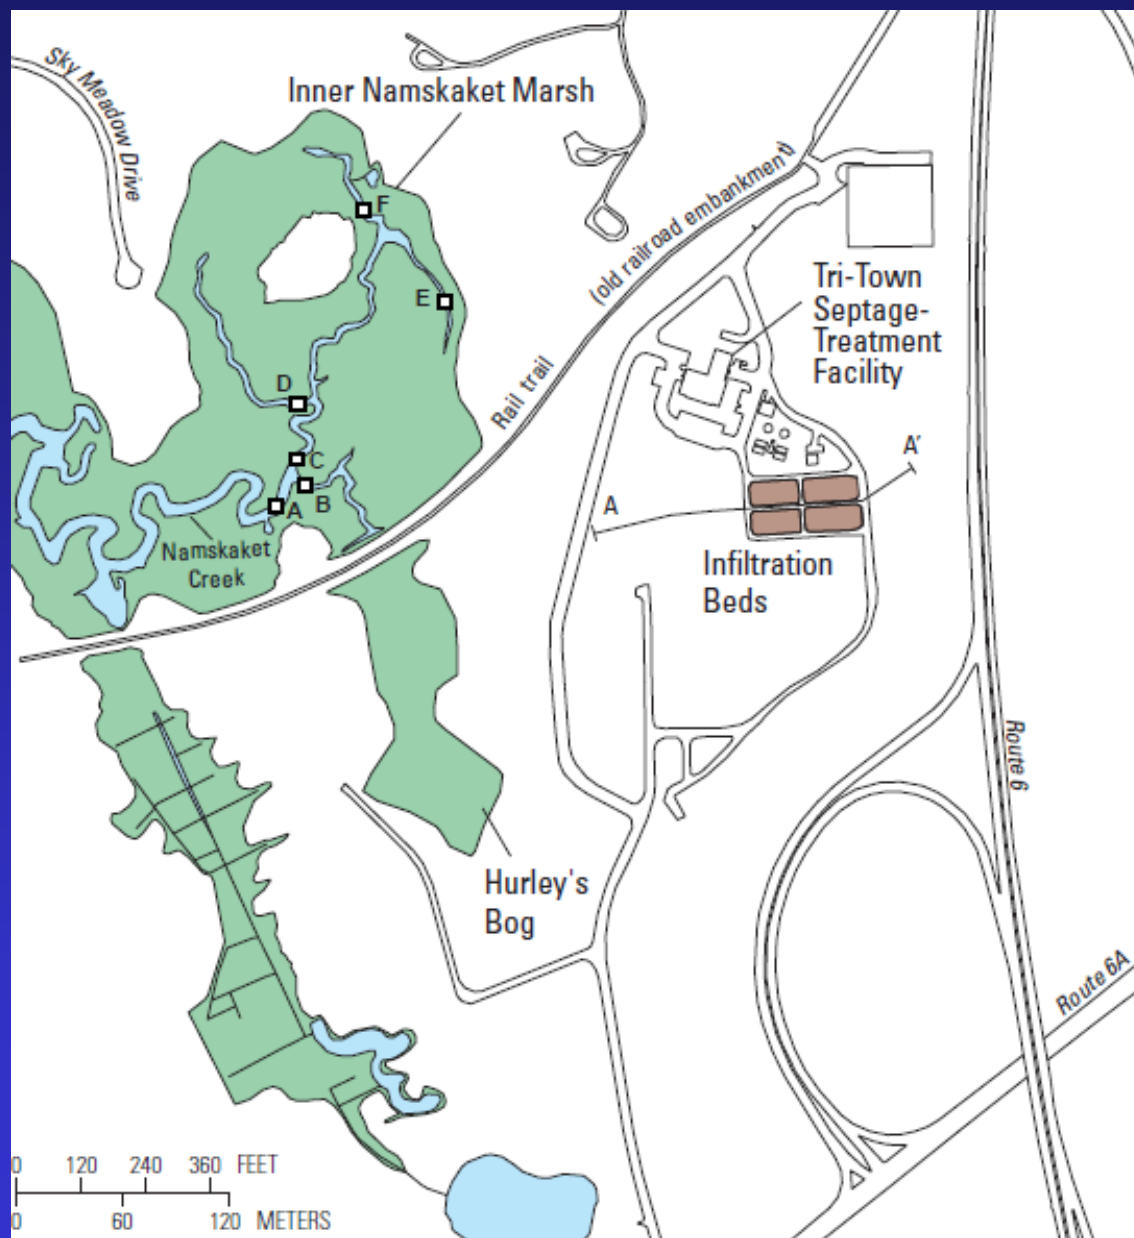 Sky Meadow Drive
Inner Namskaket Marsh
F
(old railroad embankment)
Tri-Town
Septage-
Treatment
Facility
E
D
Rail trail
A'
C
B
A
A
Namskaket
Creek
Infiltration
Beds
Route 6
Hurley's
Bog
Route 6A
0 120 240 360 FEET
0 60 120 METERS